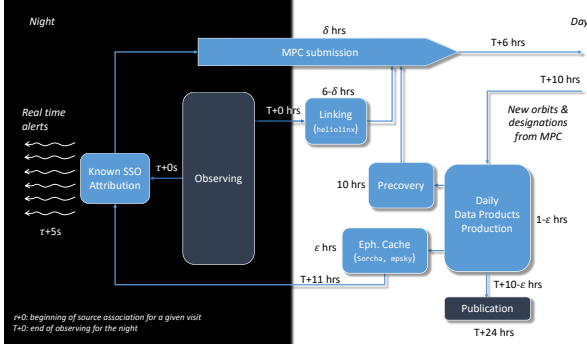 Night
Day
δ hrs
MPC submission
T+6 hrs
T+10 hrs
6-δ hrs
T+0 hrs
Linking
(heliolinx)
New orbits &
designations
from MPC
Real time
alerts
Known SSO
Attribution
τ+0s
Observing
10 hrs
Precovery
Daily
Data Products
Production
1-ε hrs
τ+5s
ε hrs
Eph. Cache
(Sorcha, mpsky)
T+11 hrs
T+10-ε hrs
Publication
T+24 hrs
τ+0: beginning of source association for a given visit
T+0: end of observing for the night